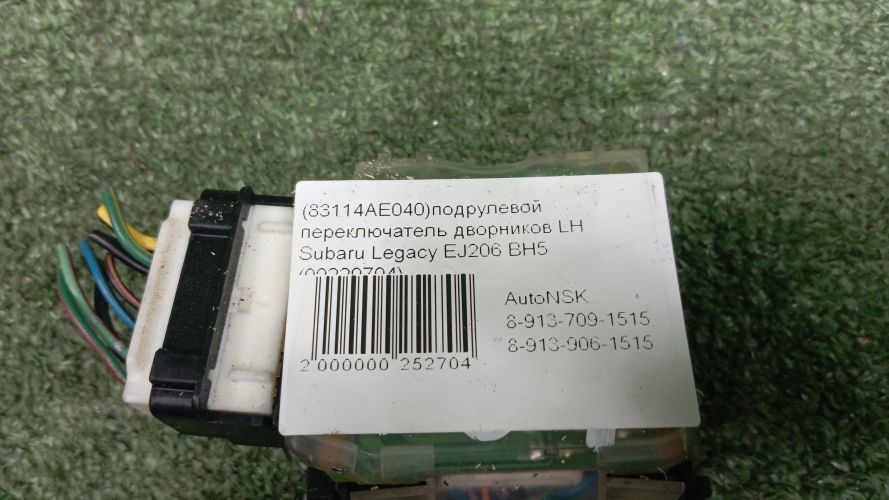 (83114AE040)подрулевой
переключатель дворников LH
Subaru Legacy EJ206 BH5
AutoNSK
8-913-709-1515
8-913-906-1515
2 000000 252704